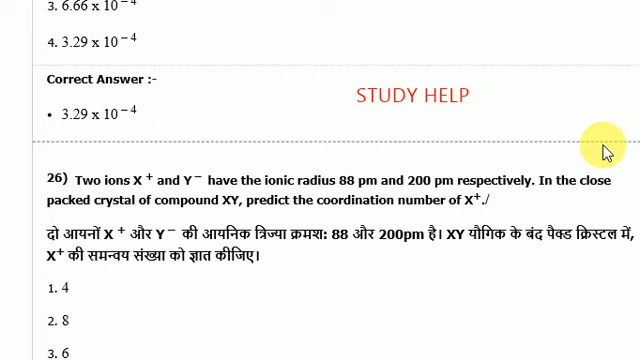 3. 6.66 x 10⁻⁴
4. 3.29 x 10⁻⁴
Correct Answer :-
STUDY HELP
• 3.29 x 10⁻⁴
26) Two ions X⁺ and Y⁻ have the ionic radius 88 pm and 200 pm respectively. In the close
packed crystal of compound XY, predict the coordination number of X⁺./
दो आयनों X⁺ और Y⁻ की आयनिक त्रिज्या क्रमश: 88 और 200pm है। XY यौगिक के बंद पैक्ड क्रिस्टल में,
X⁺ की समन्वय संख्या को ज्ञात कीजिए।
1. 4
2. 8
3. 6